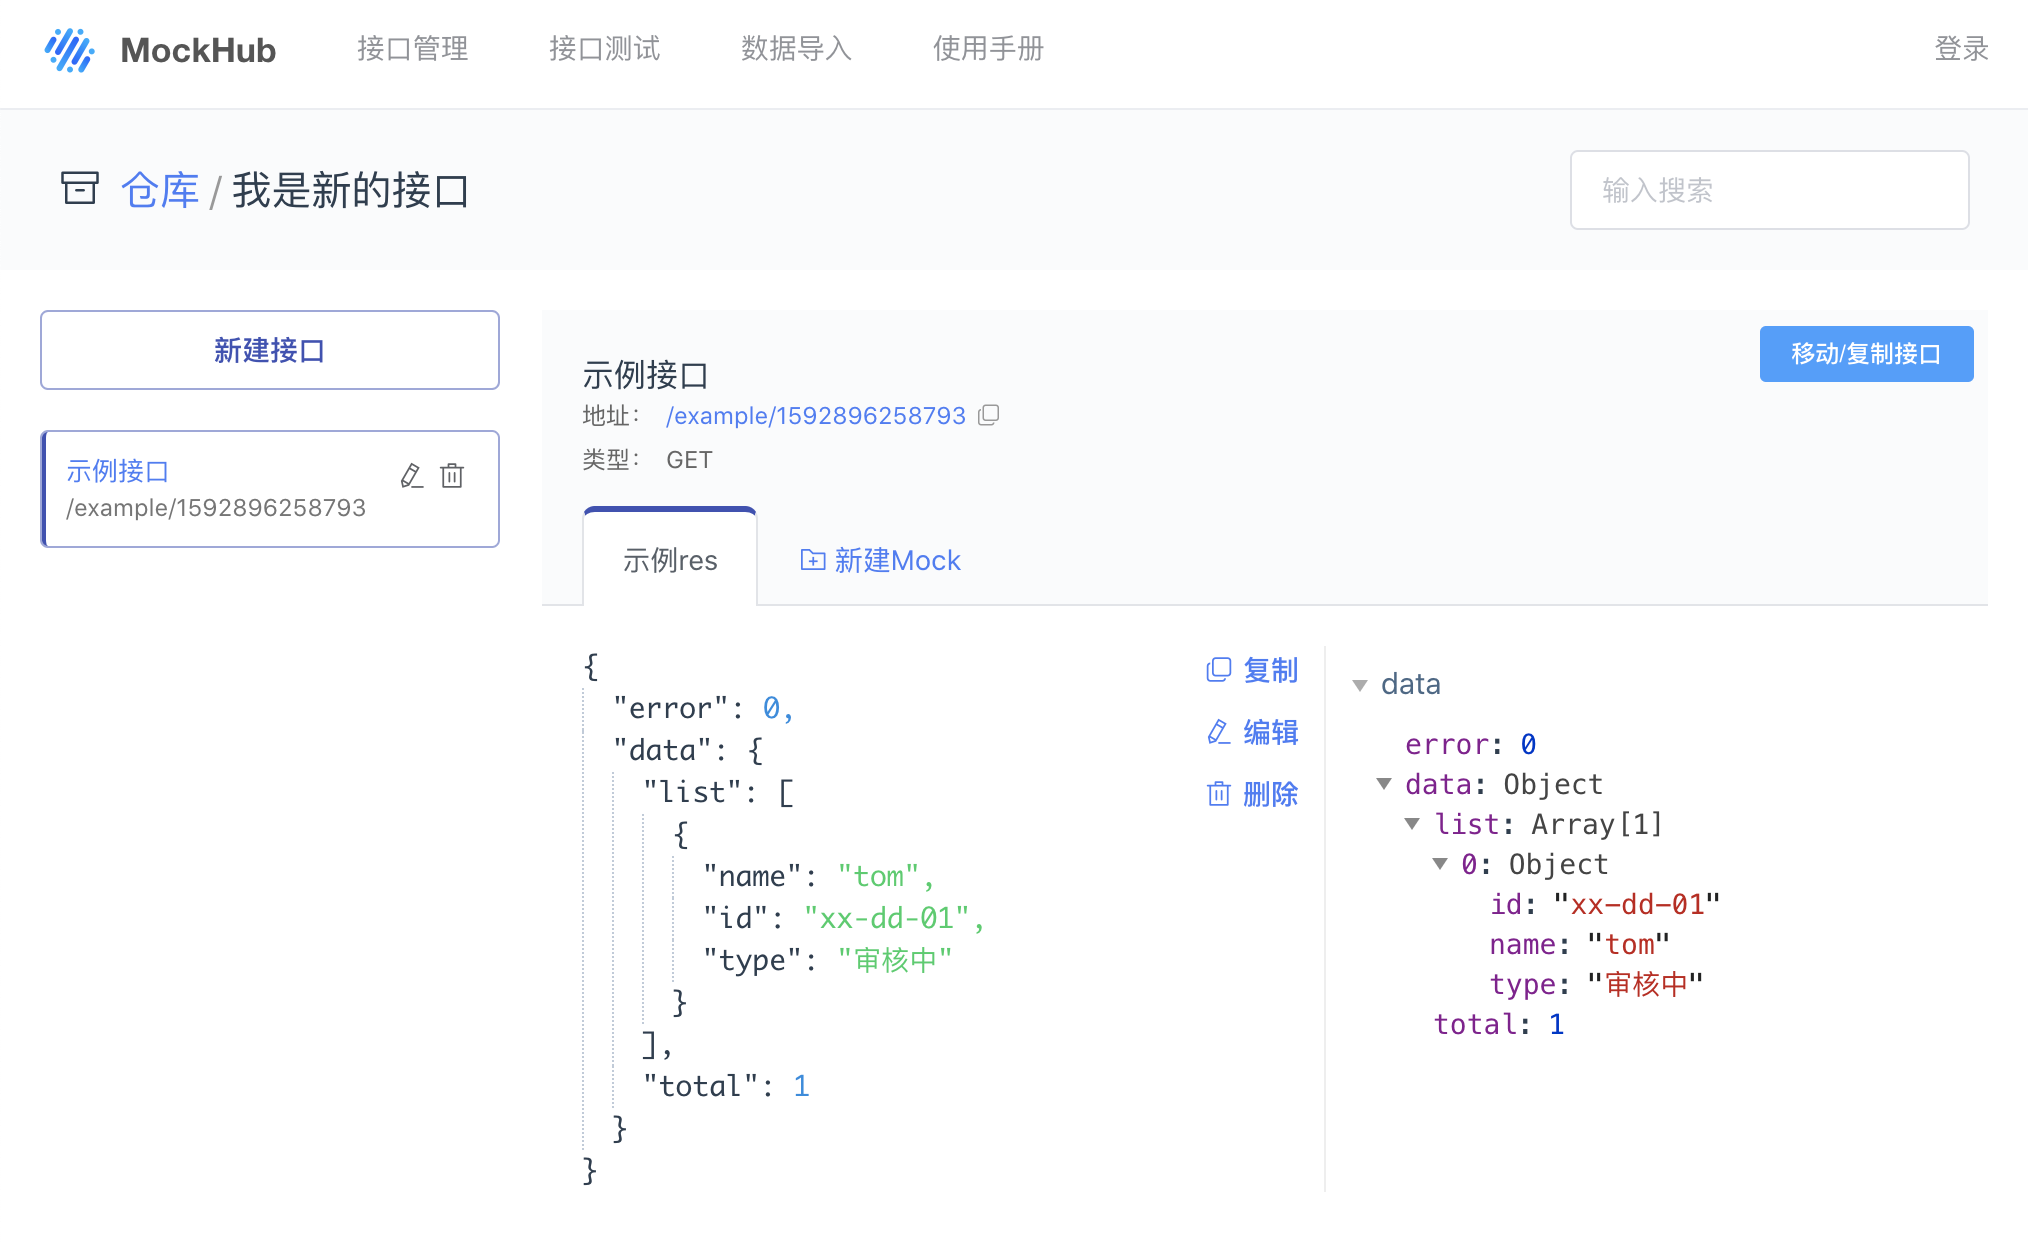 MockHub
接口管理
接口测试
数据导入
使用手册
登录
仓库 / 我是新的接口
输入搜索
新建接口
示例接口
/example/1592896258793
移动/复制接口
示例接口
地址： /example/1592896258793
类型： GET
示例res
新建Mock
{
"error": 0,
"data": {
"list": [
{
"name": "tom",
"id": "xx-dd-01",
"type": "审核中"
}
],
"total": 1
}
}
复制
编辑
删除
data
error: 0
data: Object
list: Array[1]
0: Object
id: "xx-dd-01"
name: "tom"
type: "审核中"
total: 1